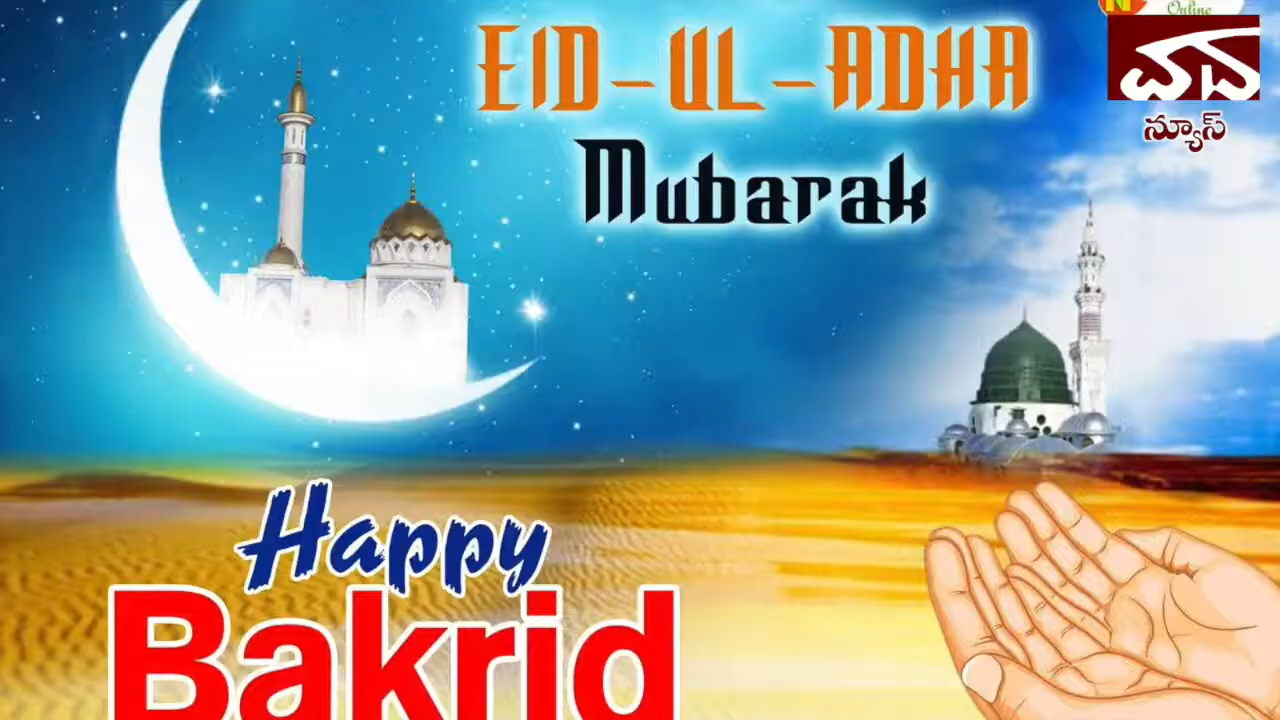 N
Online
EID-UL-ADHA
Mubarak
న్యూస్
Happy
Bakrid